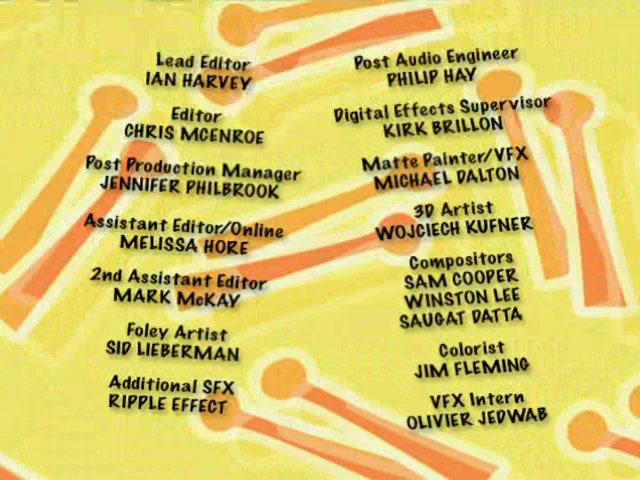 Lead Editor
IAN HARVEY
Editor
CHRIS MCENROE
Post Production Manager
JENNIFER PHILBROOK
Assistant Editor/Online
MELISSA HORE
2nd Assistant Editor
MARK McKAY
Foley Artist
SID LIEBERMAN
Additional SFX
RIPPLE EFFECT
Post Audio Engineer
PHILIP HAY
Digital Effects Supervisor
KIRK BRILLON
Matte Painter/VFX
MICHAEL DALTON
3D Artist
WOJCIECH KUFNER
Compositors
SAM COOPER
WINSTON LEE
SAUGAT DATTA
Colorist
JIM FLEMING
VFX Intern
OLIVIER JEDWAB